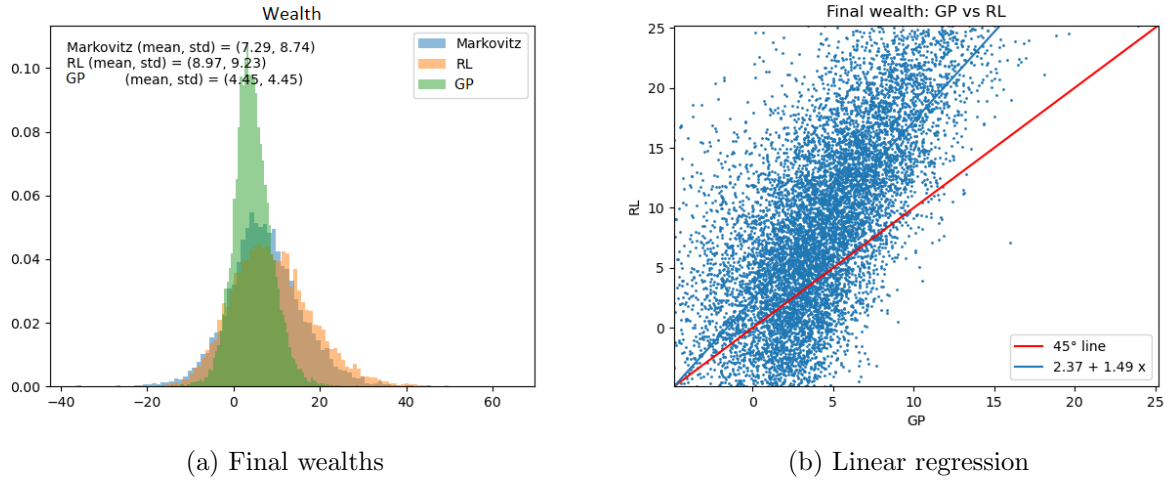 Wealth
Markovitz (mean, std) = (7.29, 8.74)
RL (mean, std) = (8.97, 9.23)
GP (mean, std) = (4.45, 4.45)
Markovitz
RL
GP
0.10
0.08
0.06
0.04
0.02
0.00
−40 −20 0 20 40 60
(a) Final wealths
Final wealth: GP vs RL
25
20
15
10
5
0
RL
45° line
2.37 + 1.49 x
0 5 10 15 20 25
GP
(b) Linear regression